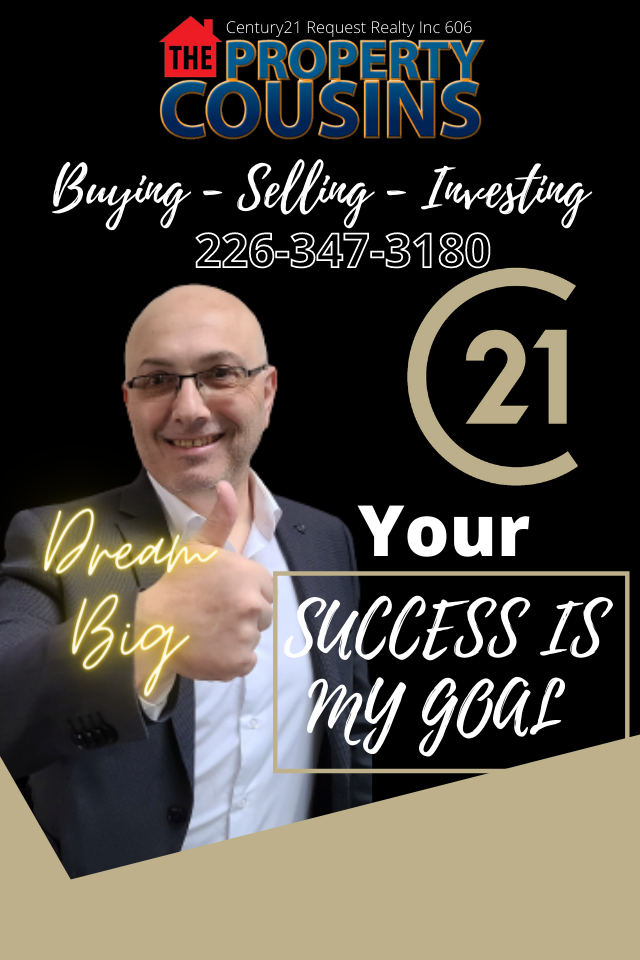 Century21 Request Realty Inc 606
THE PROPERTY
COUSINS
Buying - Selling - Investing
226-347-3180
C21
Your
Dream
Big
SUCCESS IS
MY GOAL